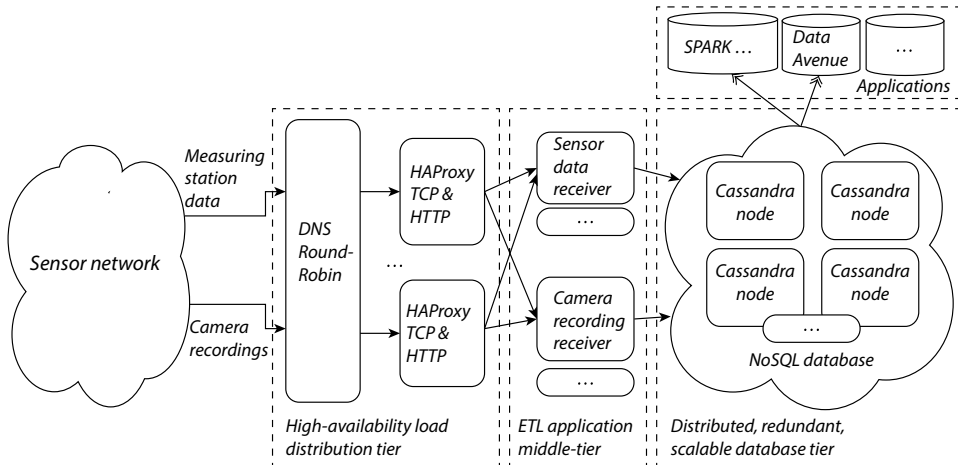 SPARK ...
Data
Avenue
...
Applications
Measuring
station
data
Sensor network
Camera
recordings
DNS
Round-
Robin
HAProxy
TCP &
HTTP
...
HAProxy
TCP &
HTTP
High-availability load
distribution tier
Sensor
data
receiver
...
Camera
recording
receiver
...
ETL application
middle-tier
Cassandra
node
Cassandra
node
Cassandra
node
Cassandra
node
...
NoSQL database
Distributed, redundant,
scalable database tier